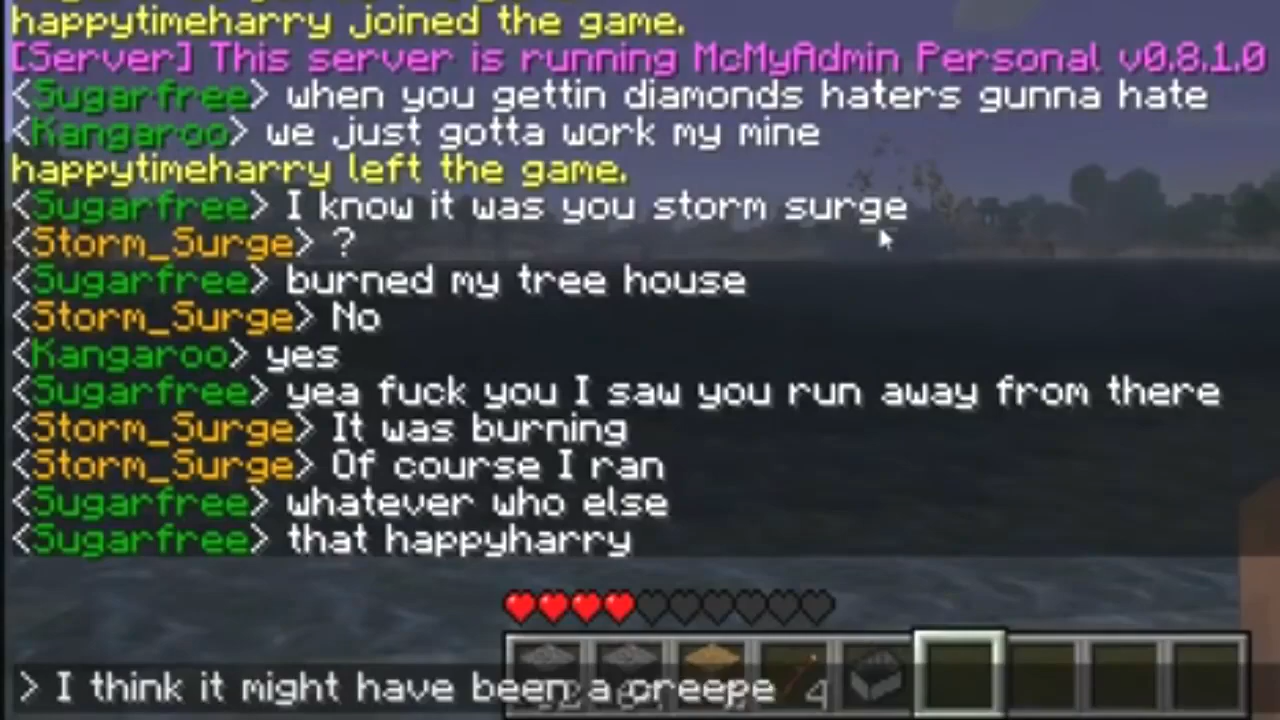 happytimeharry joined the game.
[Server] This server is running McMyAdmin Personal v0.8.1.0
<Sugarfree> when you gettin diamonds haters gunna hate
<Kangaroo> we just gotta work my mine
happytimeharry left the game.
<Sugarfree> I know it was you storm surge
<Storm_Surge> ?
<Sugarfree> burned my tree house
<Storm_Surge> No
<Kangaroo> yes
<Sugarfree> yea fuck you I saw you run away from there
<Storm_Surge> It was burning
<Storm_Surge> Of course I ran
<Sugarfree> whatever who else
<Sugarfree> that happyharry
> I think it might have been a creepe
4